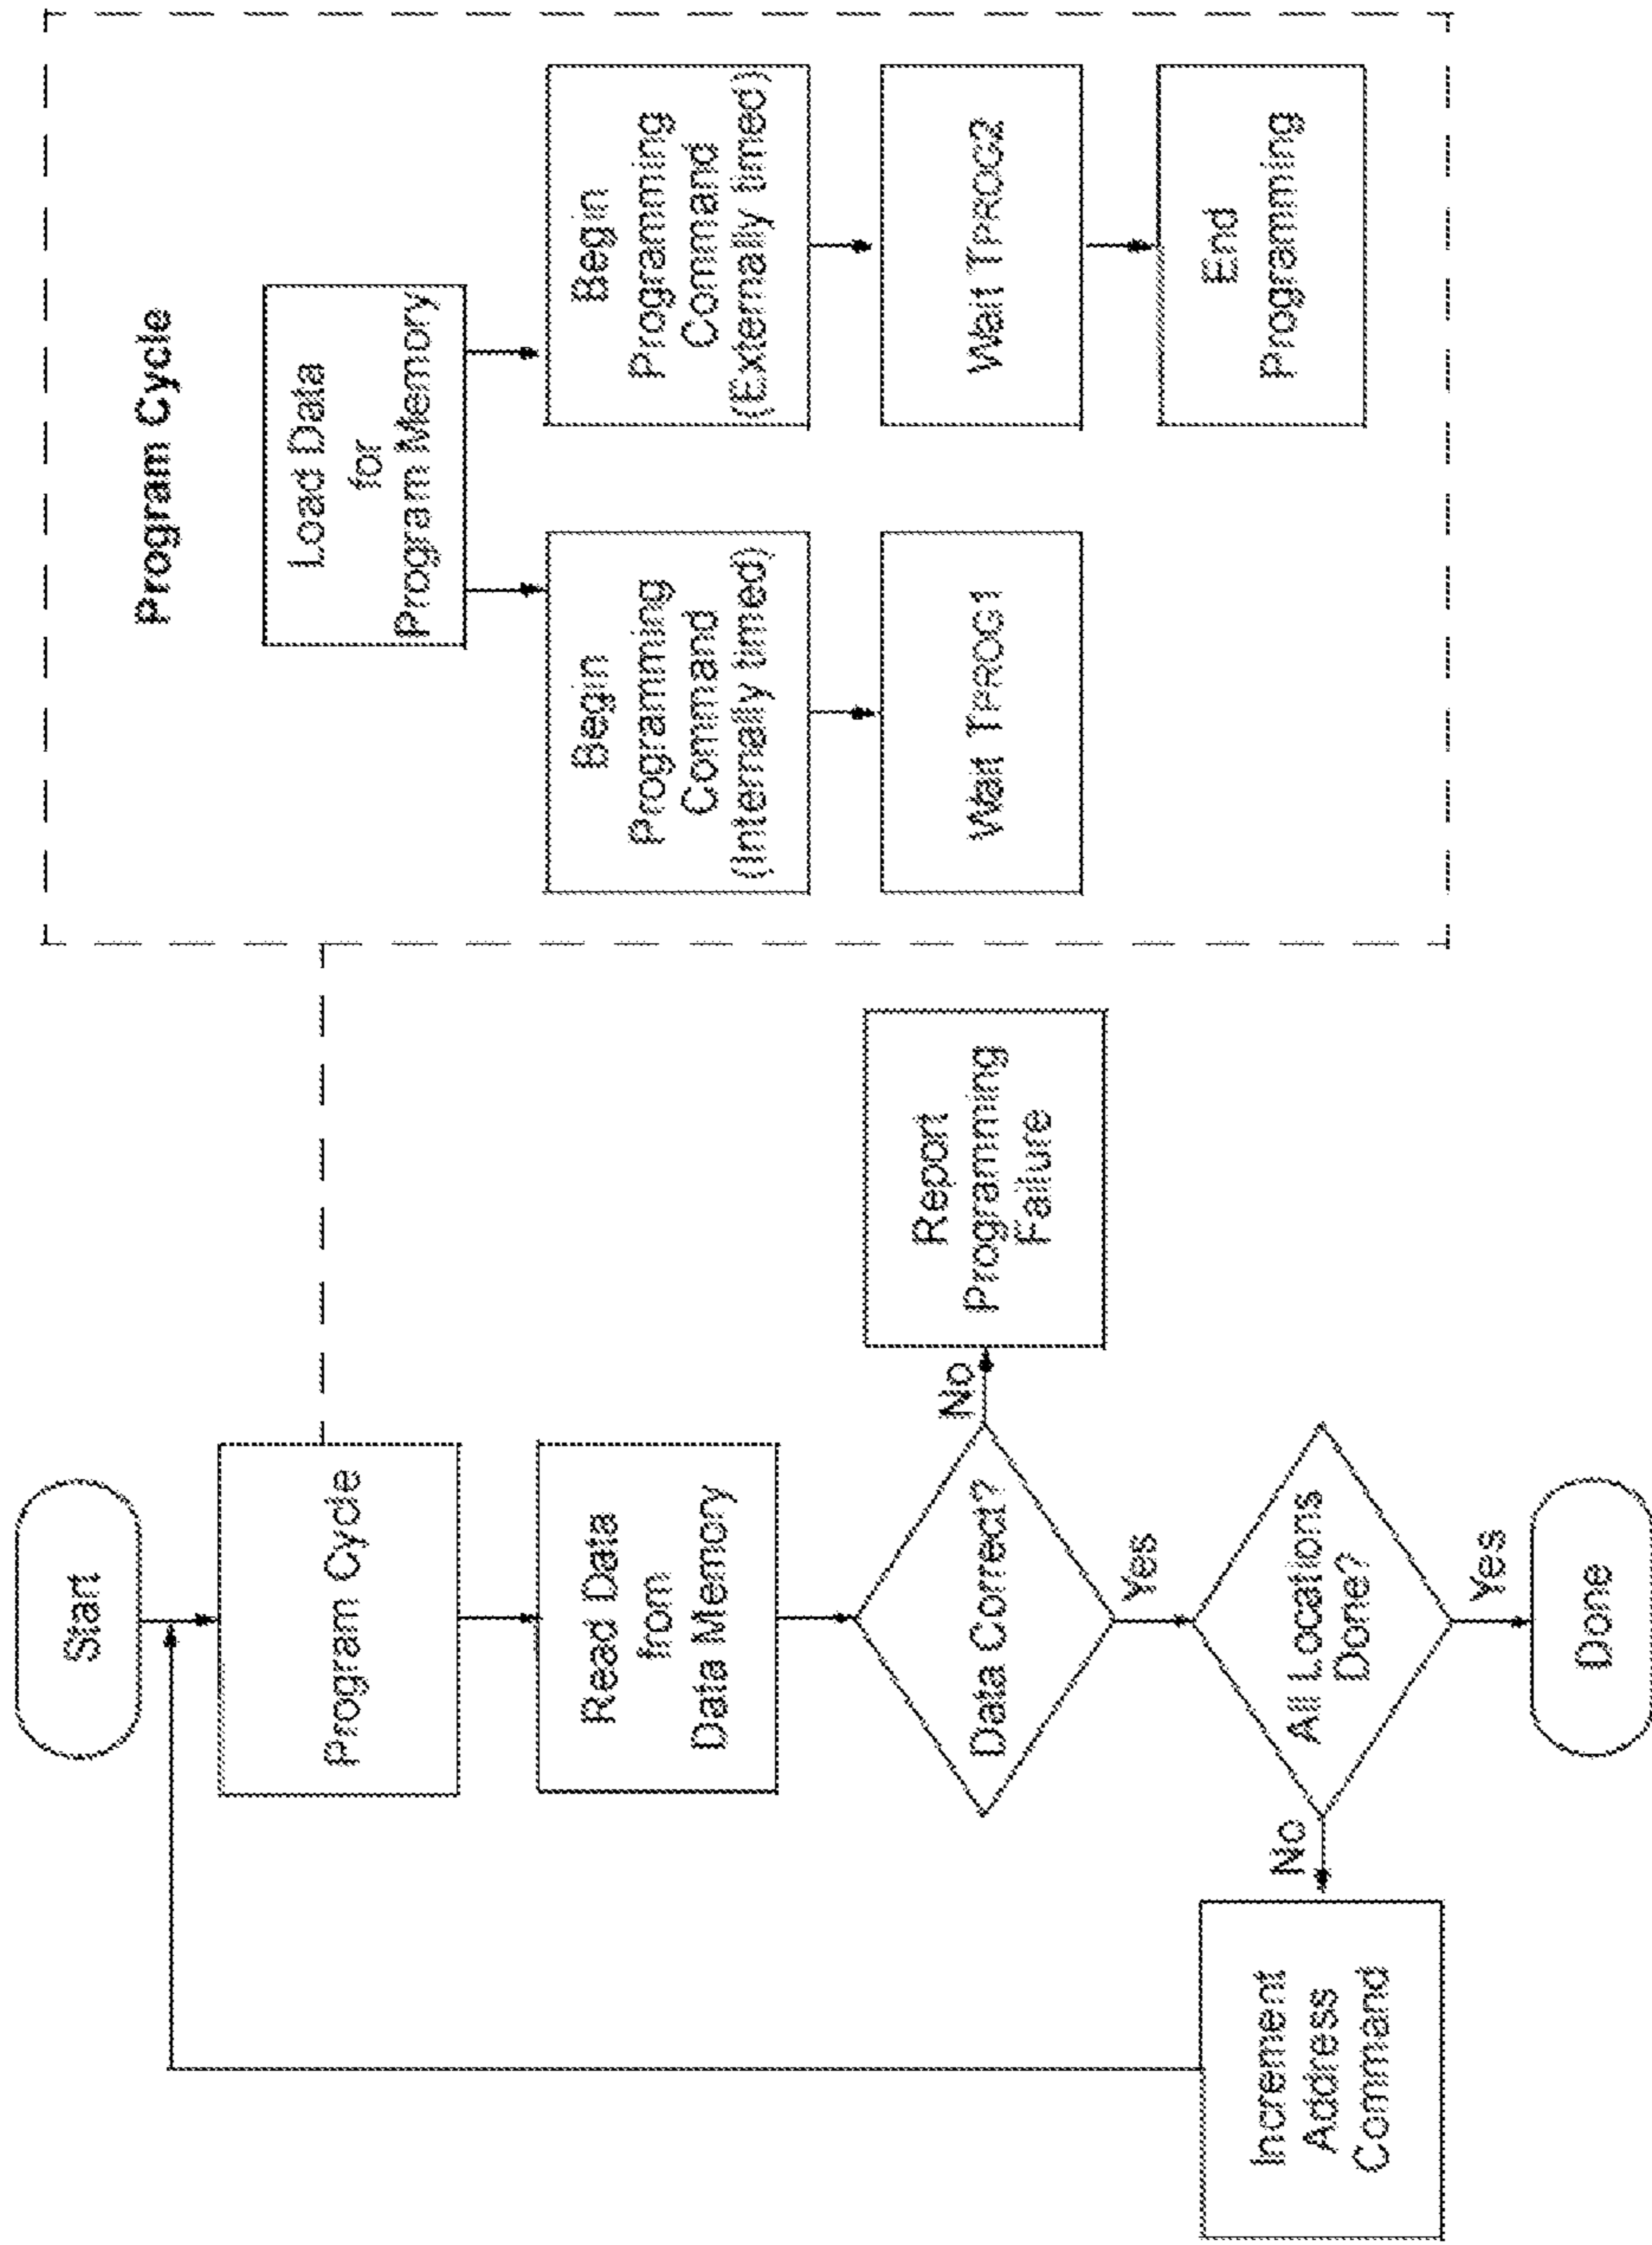 Start
Program Cycle
Read Data
from
Data Memory
Data Correct?
No
Report
Programming
Failure
Yes
All Locations
Done?
No
Increment
Address
Command
Yes
Done
Program Cycle
Load Data
for
Program Memory
Begin
Programming
Command
(Internally timed)
Wait TPROG1
Begin
Programming
Command
(Externally timed)
Wait TPROG2
End
Programming